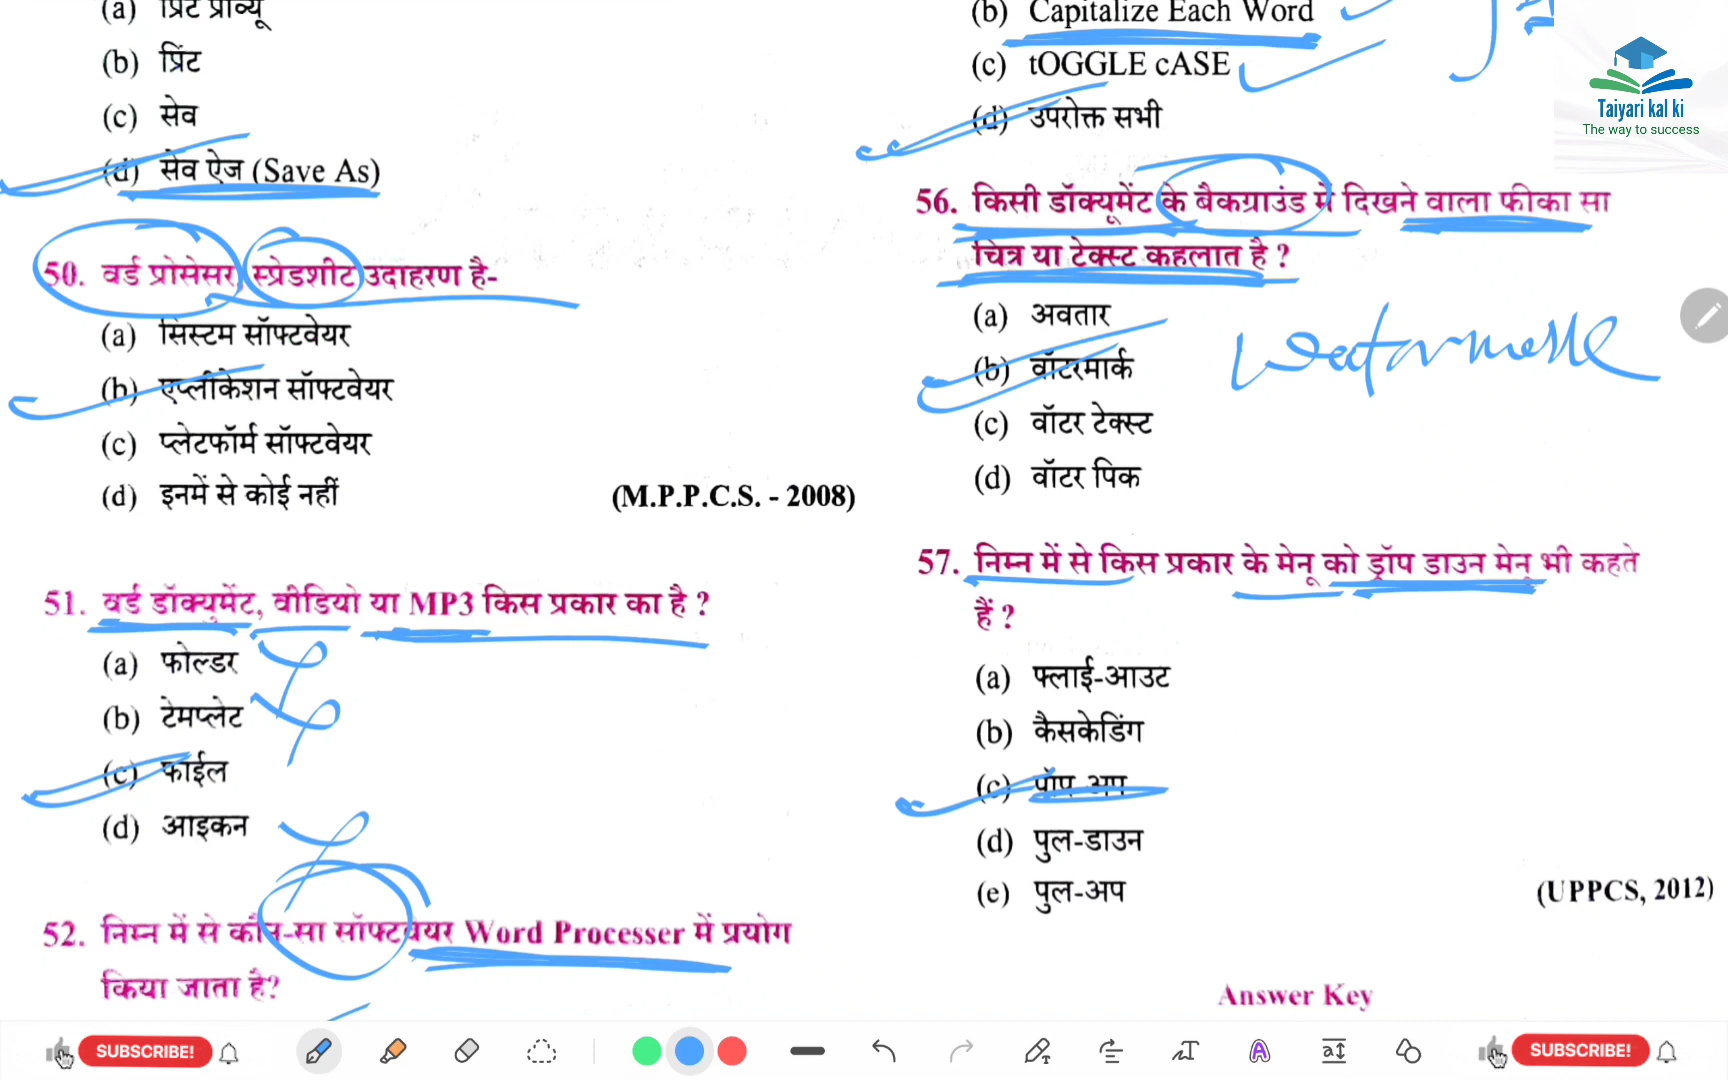 (a) प्रिंट प्रीव्यू
(b) प्रिंट
(c) सेव
(d) सेव ऐज (Save As)
50. वर्ड प्रोसेसर, स्प्रेडशीट उदाहरण है-
(a) सिस्टम सॉफ्टवेयर
(b) एप्लीकेशन सॉफ्टवेयर
(c) प्लेटफॉर्म सॉफ्टवेयर
(d) इनमें से कोई नहीं
(M.P.P.C.S. - 2008)
51. वर्ड डॉक्युमेंट, वीडियो या MP3 किस प्रकार का है ?
(a) फोल्डर
(b) टेमप्लेट
(c) फाईल
(d) आइकन
52. निम्न में से कौन-सा सॉफ्टवेयर Word Processer में प्रयोग
किया जाता है?
(b) Capitalize Each Word
(c) tOGGLE cASE
(d) उपरोक्त सभी
56. किसी डॉक्यूमेंट के बैकग्राउंड में दिखने वाला फीका सा
चित्र या टेक्स्ट कहलात है ?
(a) अवतार
(b) वॉटरमार्क
(c) वॉटर टेक्स्ट
(d) वॉटर पिक
57. निम्न में से किस प्रकार के मेनू को ड्रॉप डाउन मेनू भी कहते
हैं ?
(a) फ्लाई-आउट
(b) कैसकेडिंग
(c) पॉप अप
(d) पुल-डाउन
(e) पुल-अप
(UPPCS, 2012)
Answer Key
Taiyari kal ki
The way to success
SUBSCRIBE!
SUBSCRIBE!